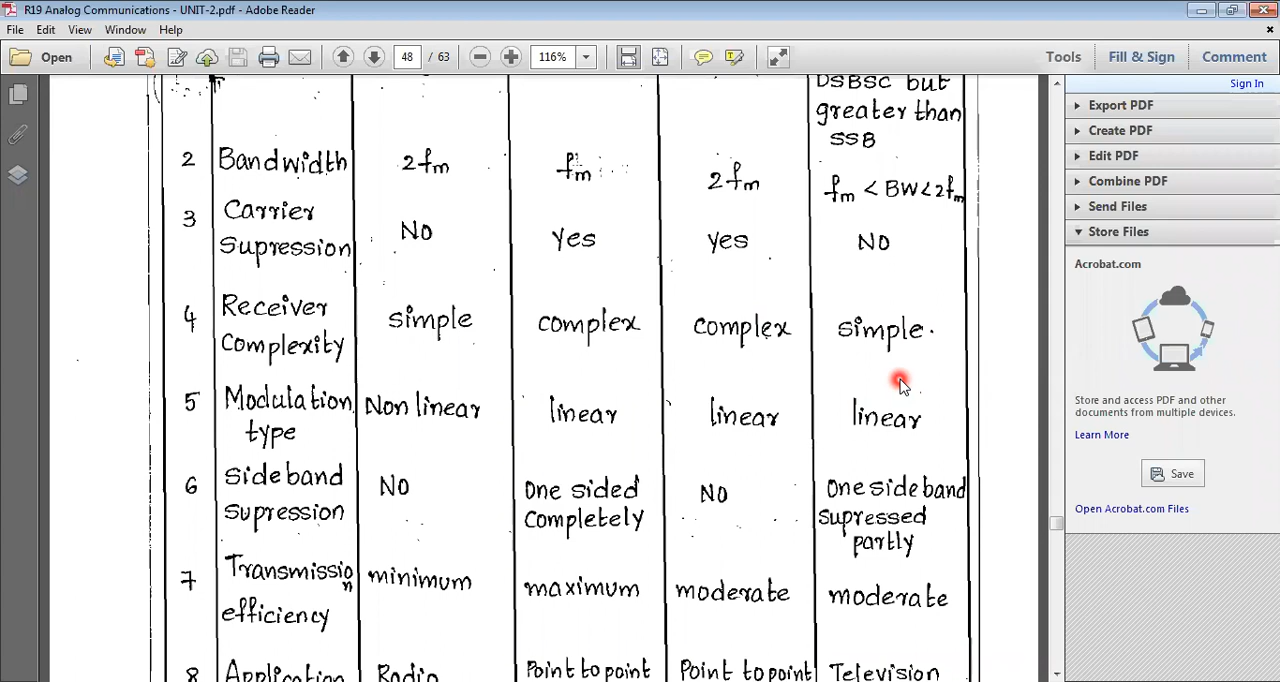 R19 Analog Communications - UNIT-2.pdf - Adobe Reader
File Edit View Window Help
Open 48 / 63 116% Tools Fill & Sign Comment
Sign In
Export PDF
Create PDF
Edit PDF
Combine PDF
Send Files
Store Files
Acrobat.com
Store and access PDF and other
documents from multiple devices.
Learn More
Save
Open Acrobat.com Files
DSBSC but
greater than
SSB
2 Bandwidth 2fm fm 2fm fm < BW < 2fm
3 Carrier
Supression NO Yes Yes NO
4 Receiver
Complexity simple complex complex simple.
5 Modulation
type Non linear linear linear linear
6 Sideband
supression NO One sided
Completely NO One sideband
supressed
partly
7 Transmission
efficiency minimum maximum moderate moderate
8 Application Radio Point to point Point to point Television